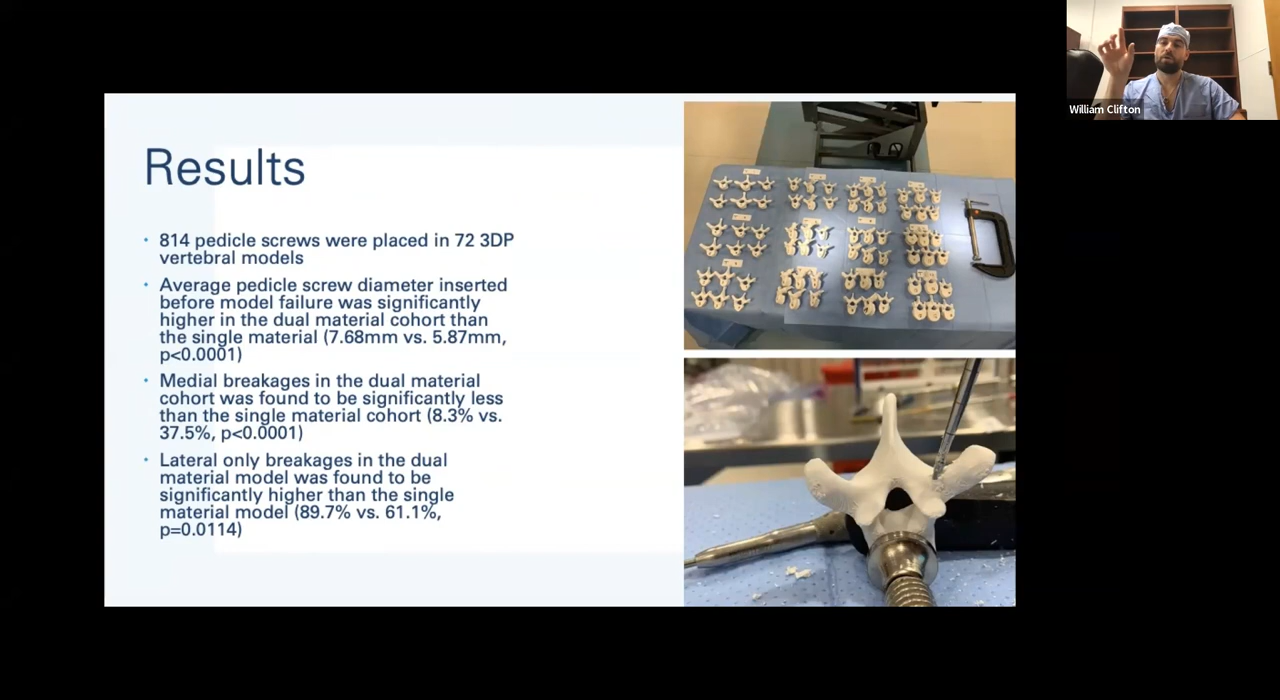 William Clifton
Results
814 pedicle screws were placed in 72 3DP
vertebral models
Average pedicle screw diameter inserted
before model failure was significantly
higher in the dual material cohort than
the single material (7.68mm vs. 5.87mm,
p<0.0001)
Medial breakages in the dual material
cohort was found to be significantly less
than the single material cohort (8.3% vs.
37.5%, p<0.0001)
Lateral only breakages in the dual
material model was found to be
significantly higher than the single
material model (89.7% vs. 61.1%,
p=0.0114)